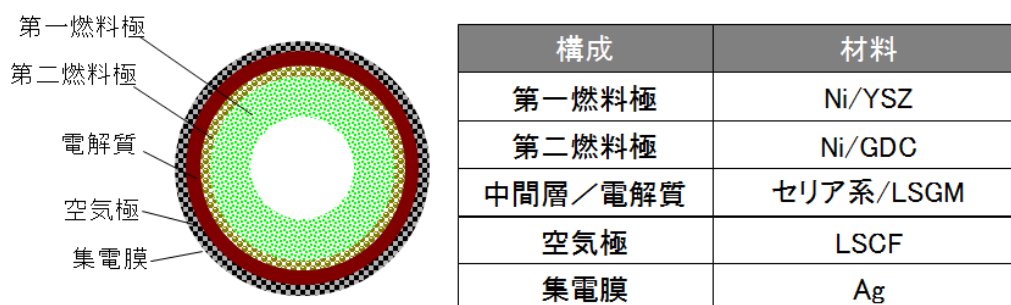 第一燃料極
第二燃料極
電解質
空気極
集電膜
構成 材料
第一燃料極 Ni/YSZ
第二燃料極 Ni/GDC
中間層／電解質 セリア系/LSGM
空気極 LSCF
集電膜 Ag